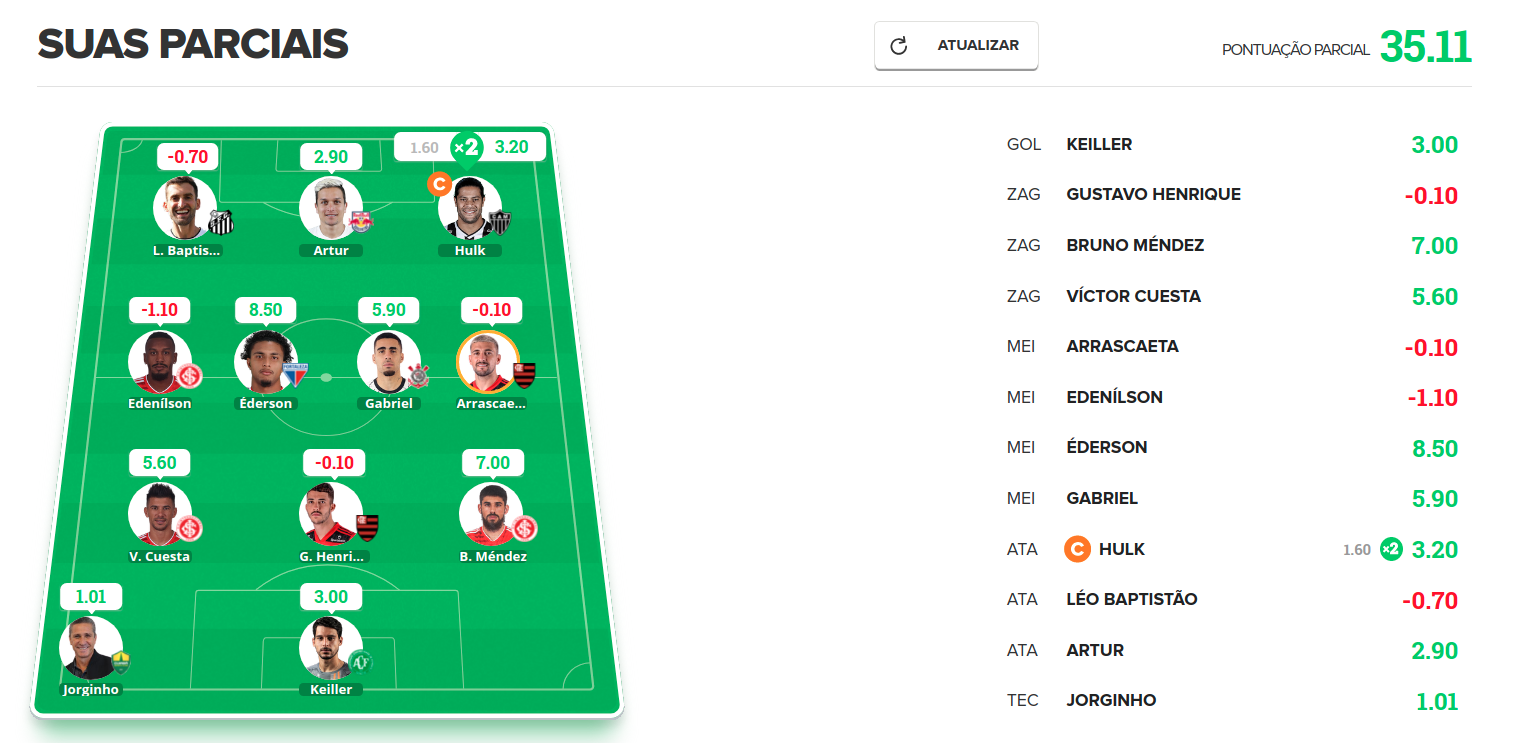 SUAS PARCIAIS
ATUALIZAR
PONTUAÇÃO PARCIAL 35.11
-0.70
2.90
1.60 ×2 3.20
C
L. Baptis...
Artur
Hulk
-1.10
8.50
5.90
-0.10
FORTALEZA
Edenílson
Éderson
Gabriel
Arrascae...
5.60
-0.10
7.00
V. Cuesta
G. Henri...
B. Méndez
1.01
3.00
Jorginho
Keiller
GOL KEILLER 3.00
ZAG GUSTAVO HENRIQUE -0.10
ZAG BRUNO MÉNDEZ 7.00
ZAG VÍCTOR CUESTA 5.60
MEI ARRASCAETA -0.10
MEI EDENÍLSON -1.10
MEI ÉDERSON 8.50
MEI GABRIEL 5.90
ATA C HULK 1.60 ×2 3.20
ATA LÉO BAPTISTÃO -0.70
ATA ARTUR 2.90
TEC JORGINHO 1.01